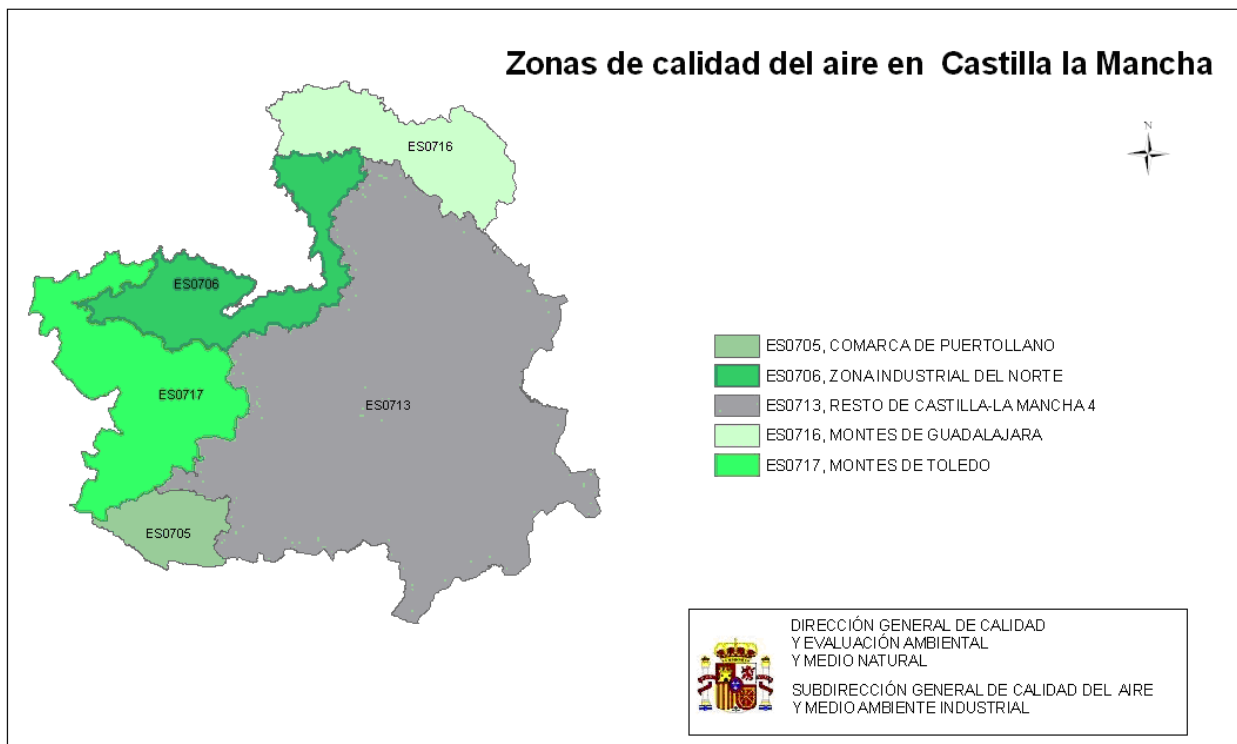 Zonas de calidad del aire en Castilla la Mancha
N
ES0716
ES0706
ES0717
ES0713
ES0705
ES0705, COMARCA DE PUERTOLLANO
ES0706, ZONA INDUSTRIAL DEL NORTE
ES0713, RESTO DE CASTILLA-LA MANCHA 4
ES0716, MONTES DE GUADALAJARA
ES0717, MONTES DE TOLEDO
DIRECCIÓN GENERAL DE CALIDAD
Y EVALUACIÓN AMBIENTAL
Y MEDIO NATURAL
SUBDIRECCIÓN GENERAL DE CALIDAD DEL AIRE
Y MEDIO AMBIENTE INDUSTRIAL